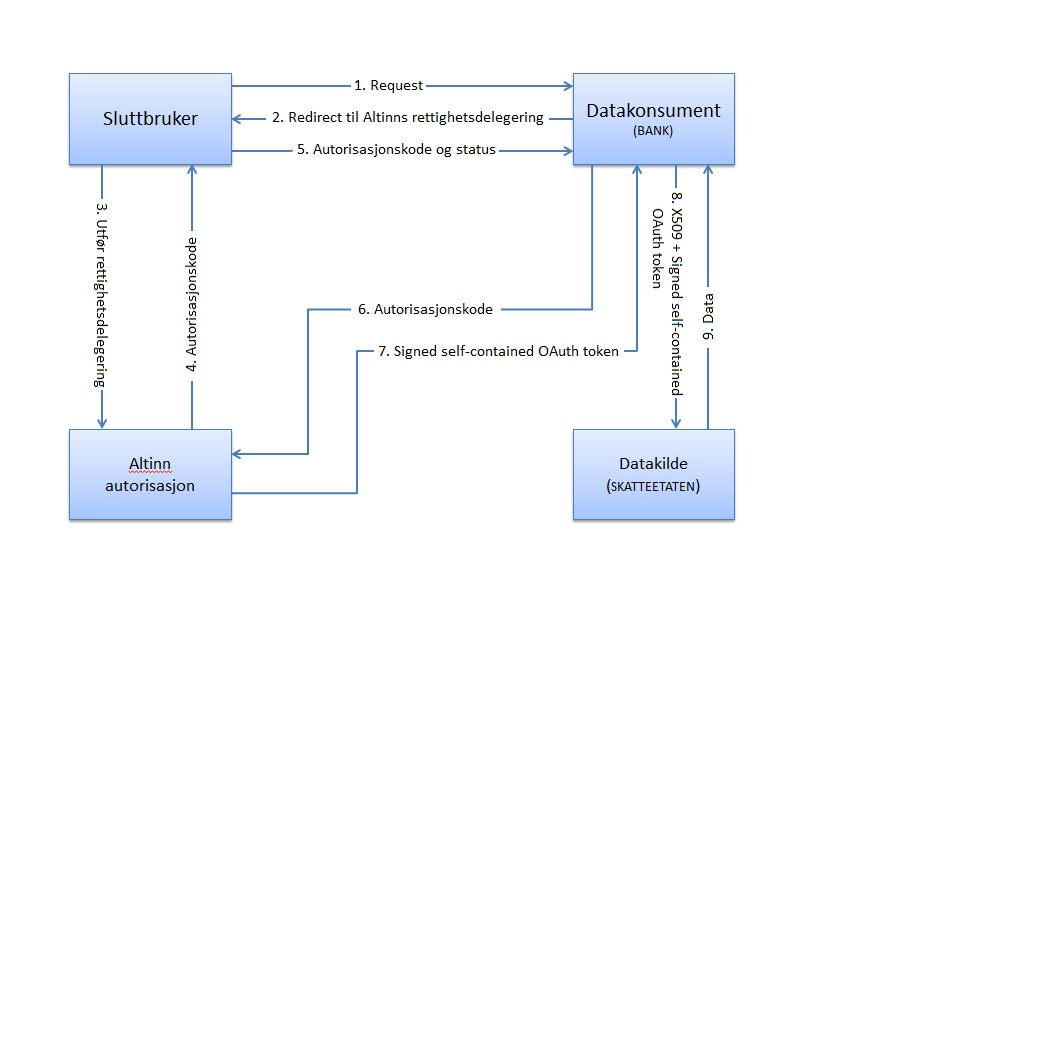 1. Request
Sluttbruker
2. Redirect til Altinns rettighetsdelegering
Datakonsument
(BANK)
5. Autorisasjonskode og status
3. Utfør rettighetsdelegering
4. Autorisasjonskode
6. Autorisasjonskode
7. Signed self-contained OAuth token
8. X509 + Signed self-contained
OAuth token
9. Data
Altinn
autorisasjon
Datakilde
(SKATTEETATEN)